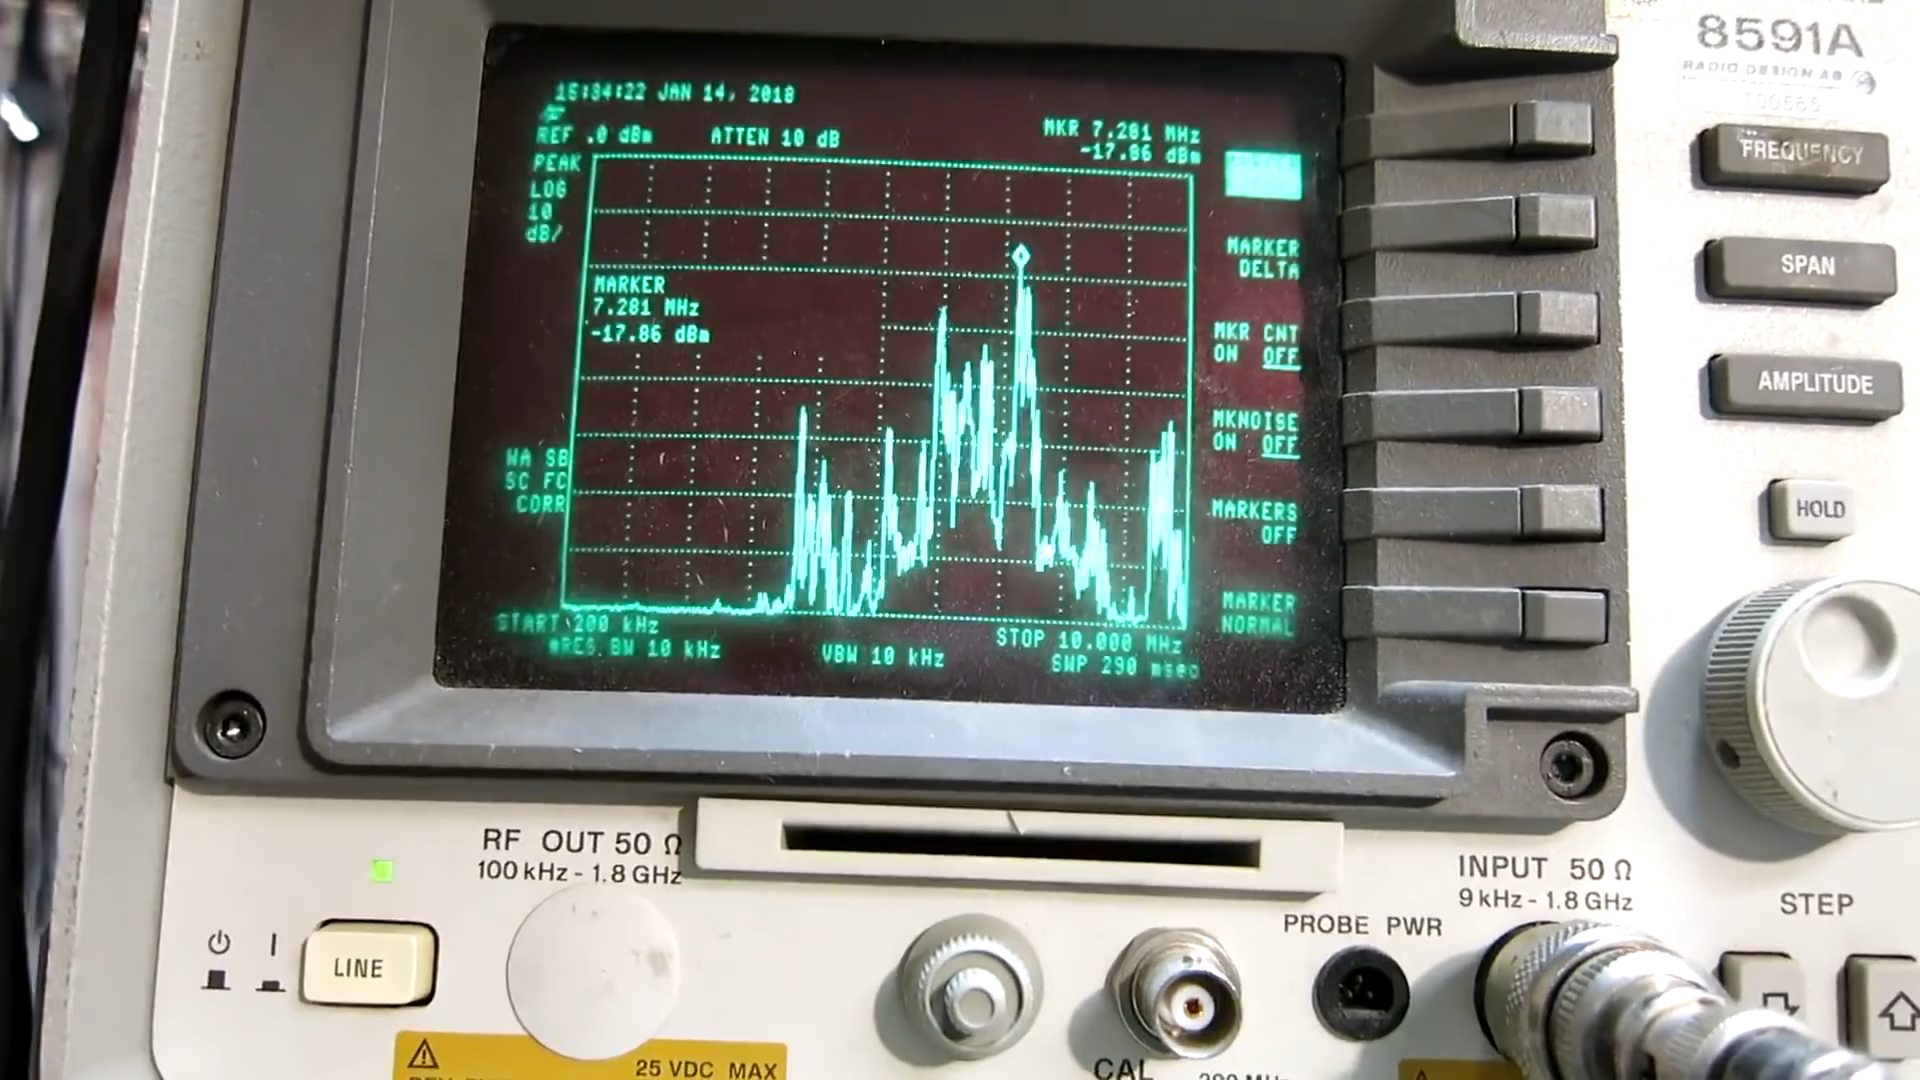 8591A
RADIO DESIGN AB
T00565
15:34:22 JAN 14, 2018
REF .0 dBm
ATTEN 10 dB
MKR 7.281 MHz
-17.86 dBm
PEAK
LOG
10
dB/
MARKER
7.281 MHz
-17.86 dBm
WA SB
SC FC
CORR
START 200 kHz
#RES BW 10 kHz
VBW 10 kHz
STOP 10.000 MHz
SWP 290 msec
MARKER
DELTA
MKR CNT
ON OFF
MKNOISE
ON OFF
MARKERS
OFF
MARKER
NORMAL
FREQUENCY
SPAN
AMPLITUDE
HOLD
RF OUT 50 Ω
100 kHz - 1.8 GHz
LINE
INPUT 50 Ω
9 kHz - 1.8 GHz
PROBE PWR
STEP
25 VDC MAX
CAL